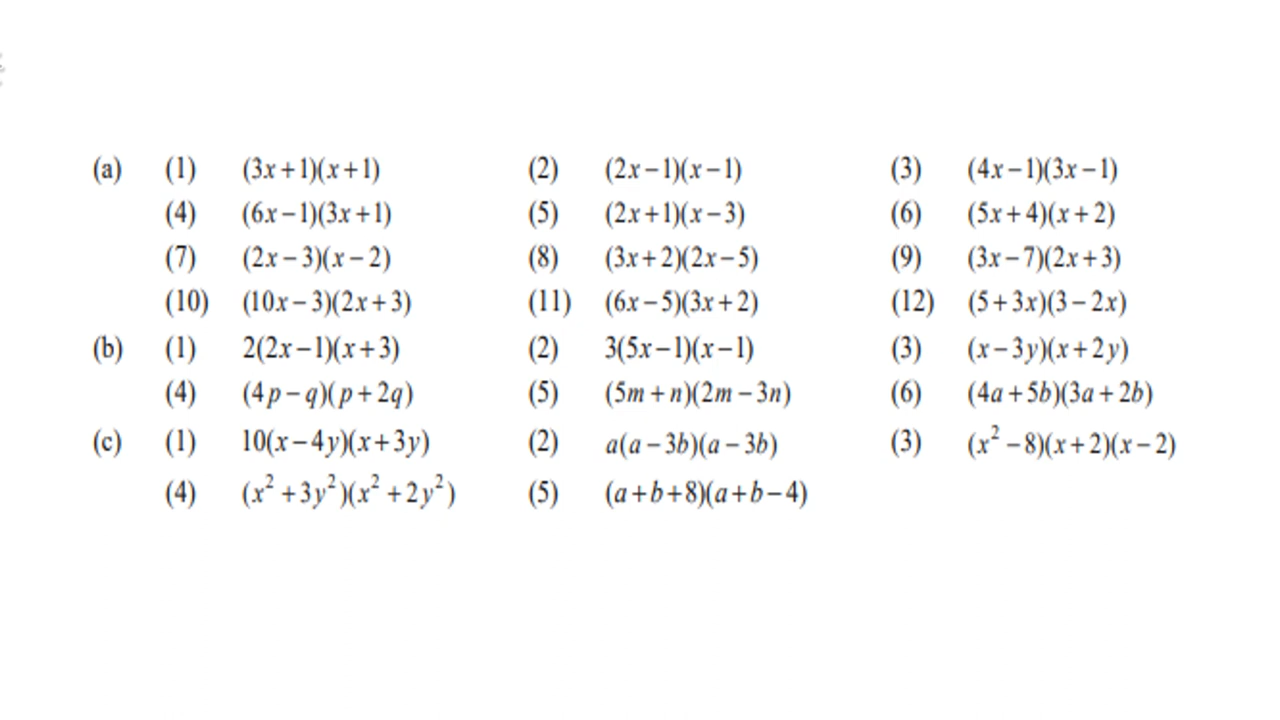 (a) (1) (3x+1)(x+1) (2) (2x−1)(x−1) (3) (4x−1)(3x−1)
(4) (6x−1)(3x+1) (5) (2x+1)(x−3) (6) (5x+4)(x+2)
(7) (2x−3)(x−2) (8) (3x+2)(2x−5) (9) (3x−7)(2x+3)
(10) (10x−3)(2x+3) (11) (6x−5)(3x+2) (12) (5+3x)(3−2x)
(b) (1) 2(2x−1)(x+3) (2) 3(5x−1)(x−1) (3) (x−3y)(x+2y)
(4) (4p−q)(p+2q) (5) (5m+n)(2m−3n) (6) (4a+5b)(3a+2b)
(c) (1) 10(x−4y)(x+3y) (2) a(a−3b)(a−3b) (3) (x²−8)(x+2)(x−2)
(4) (x²+3y²)(x²+2y²) (5) (a+b+8)(a+b−4)